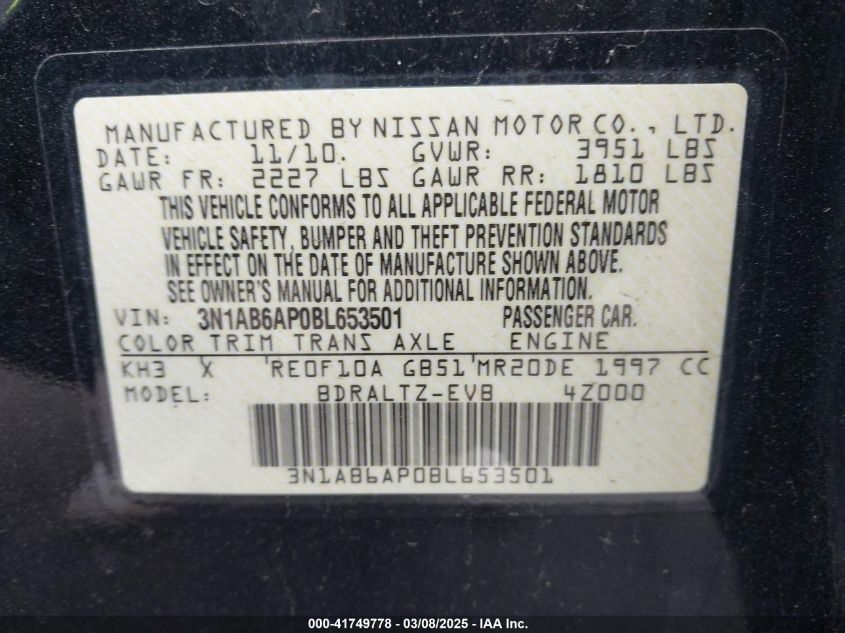 MANUFACTURED BY NISSAN MOTOR CO., LTD.
DATE: 11/10. GVWR: 3951 LBS
GAWR FR: 2227 LBS GAWR RR: 1810 LBS
THIS VEHICLE CONFORMS TO ALL APPLICABLE FEDERAL MOTOR
VEHICLE SAFETY, BUMPER AND THEFT PREVENTION STANDARDS
IN EFFECT ON THE DATE OF MANUFACTURE SHOWN ABOVE.
SEE OWNER'S MANUAL FOR ADDITIONAL INFORMATION.
VIN: 3N1AB6AP0BL653501 PASSENGER CAR.
COLOR TRIM TRANS AXLE ENGINE
KH3 X RE0F10A GB51 MR20DE 1997 CC
MODEL: BDRALTZ-EVB 4Z000
3N1AB6AP0BL653501
000-41749778 - 03/08/2025 - IAA Inc.